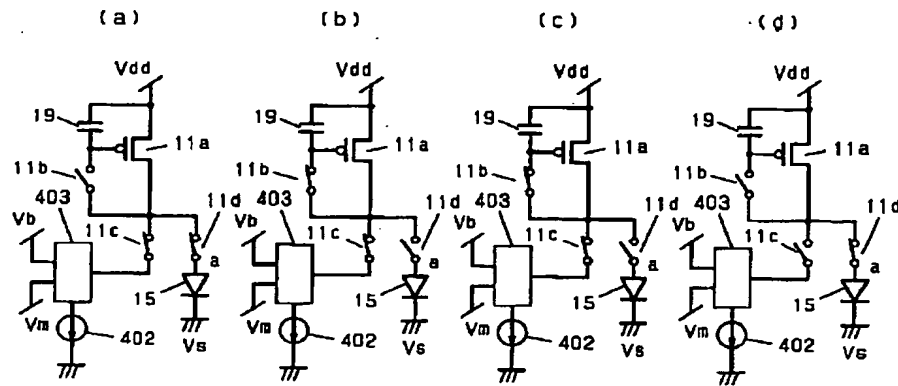 (a) (b) (c) (d)
Vdd Vdd Vdd Vdd
19 19 19 19
11a 11a 11a 11a
11b 11b 11b 11b
403 11d 403 11d 403 11d 403 11d
Vb 11c Vb 11c Vb 11c Vb 11c
a a a a
15 15 15 15
Vm 402 Vs Vm 402 Vs Vm 402 Vs Vm 402 Vs